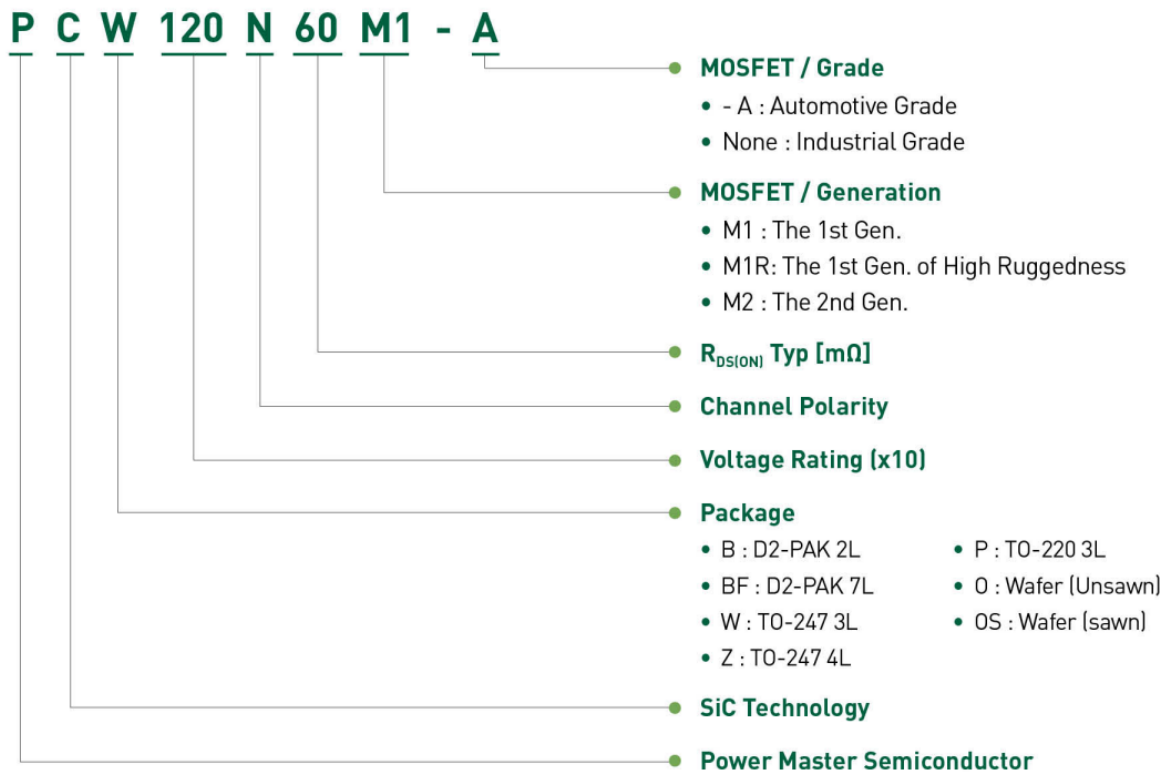 P C W 120 N 60 M1 - A
MOSFET / Grade
• - A : Automotive Grade
• None : Industrial Grade
MOSFET / Generation
• M1 : The 1st Gen.
• M1R: The 1st Gen. of High Ruggedness
• M2 : The 2nd Gen.
RDS(ON) Typ [mΩ]
Channel Polarity
Voltage Rating (x10)
Package
• B : D2-PAK 2L
• BF : D2-PAK 7L
• W : TO-247 3L
• Z : TO-247 4L
• P : TO-220 3L
• O : Wafer (Unsawn)
• OS : Wafer (sawn)
SiC Technology
Power Master Semiconductor